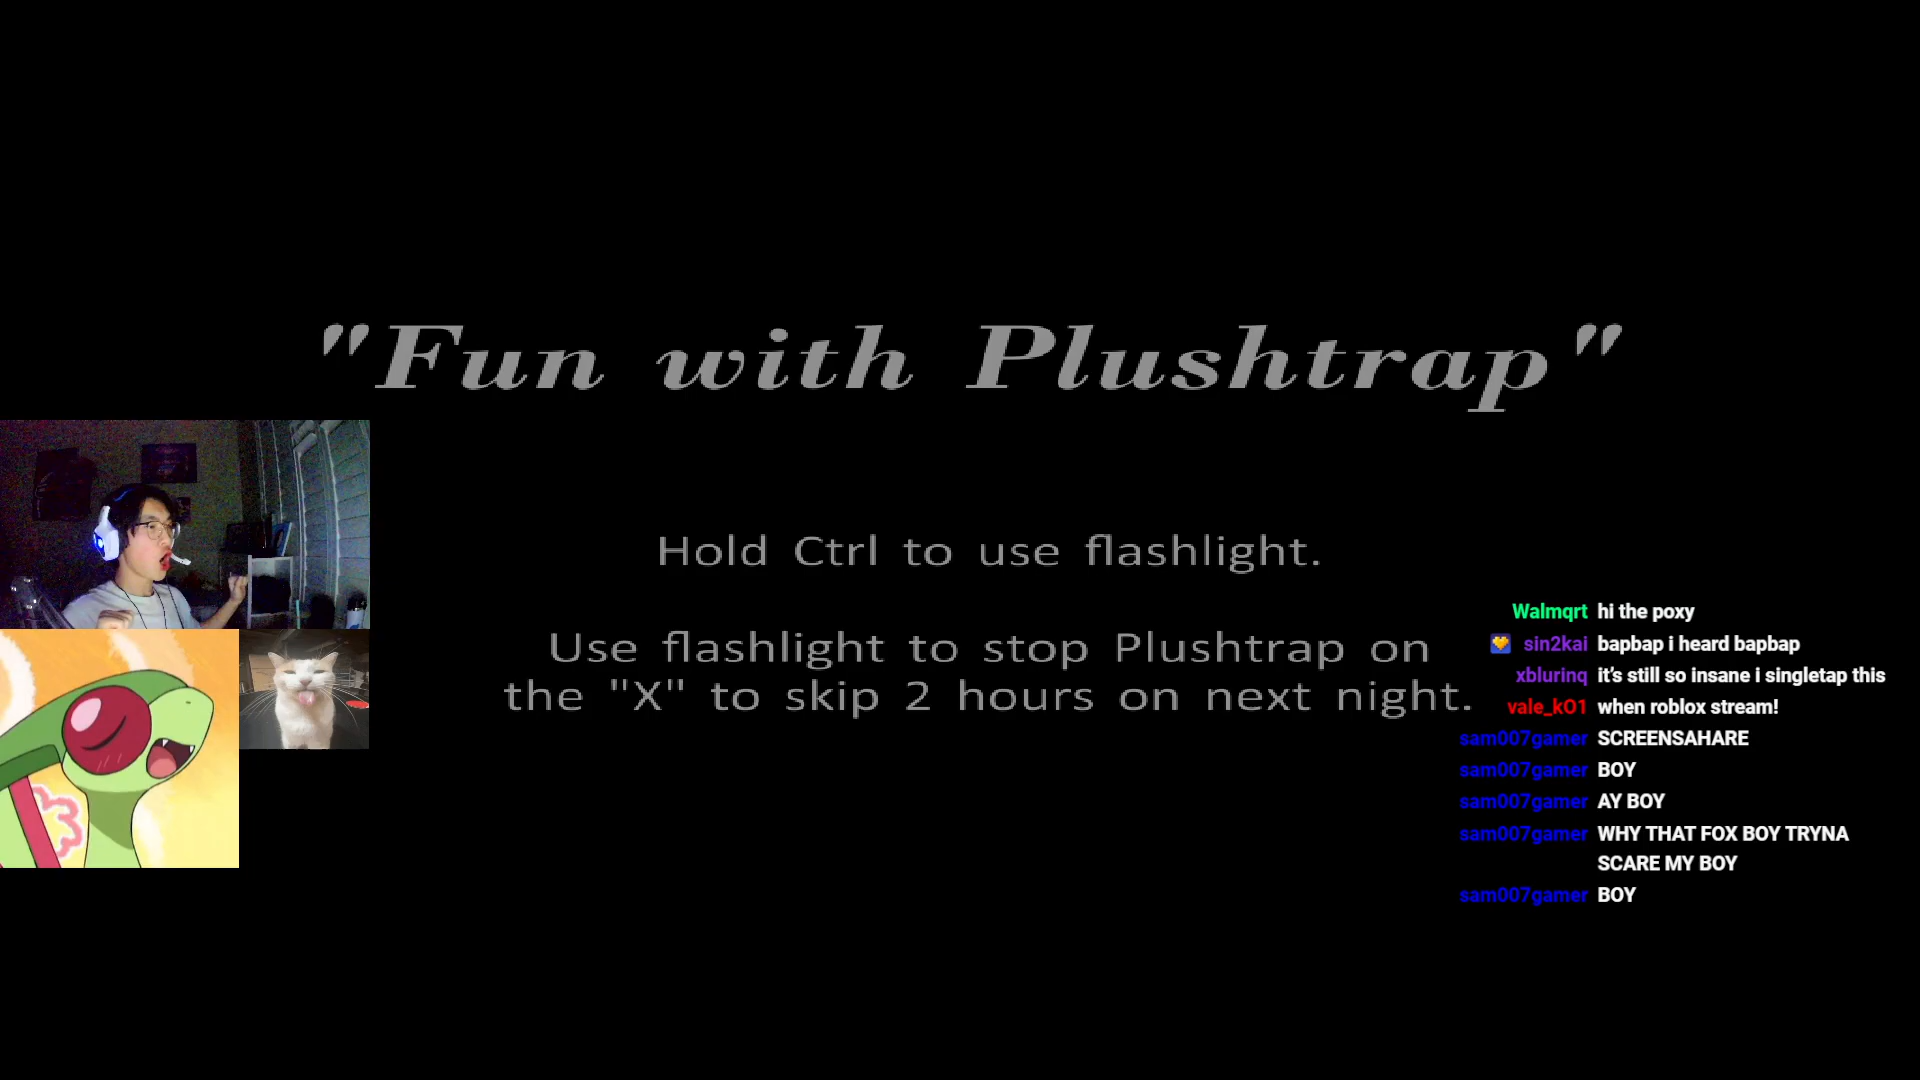 "Fun with Plushtrap"
Hold Ctrl to use flashlight.
Use flashlight to stop Plushtrap on
the "X" to skip 2 hours on next night.
Walmqrt hi the poxy
sin2kai bapbap i heard bapbap
xblurinq it's still so insane i singletap this
vale_kO1 when roblox stream!
sam007gamer SCREENSAHARE
sam007gamer BOY
sam007gamer AY BOY
sam007gamer WHY THAT FOX BOY TRYNA
SCARE MY BOY
sam007gamer BOY